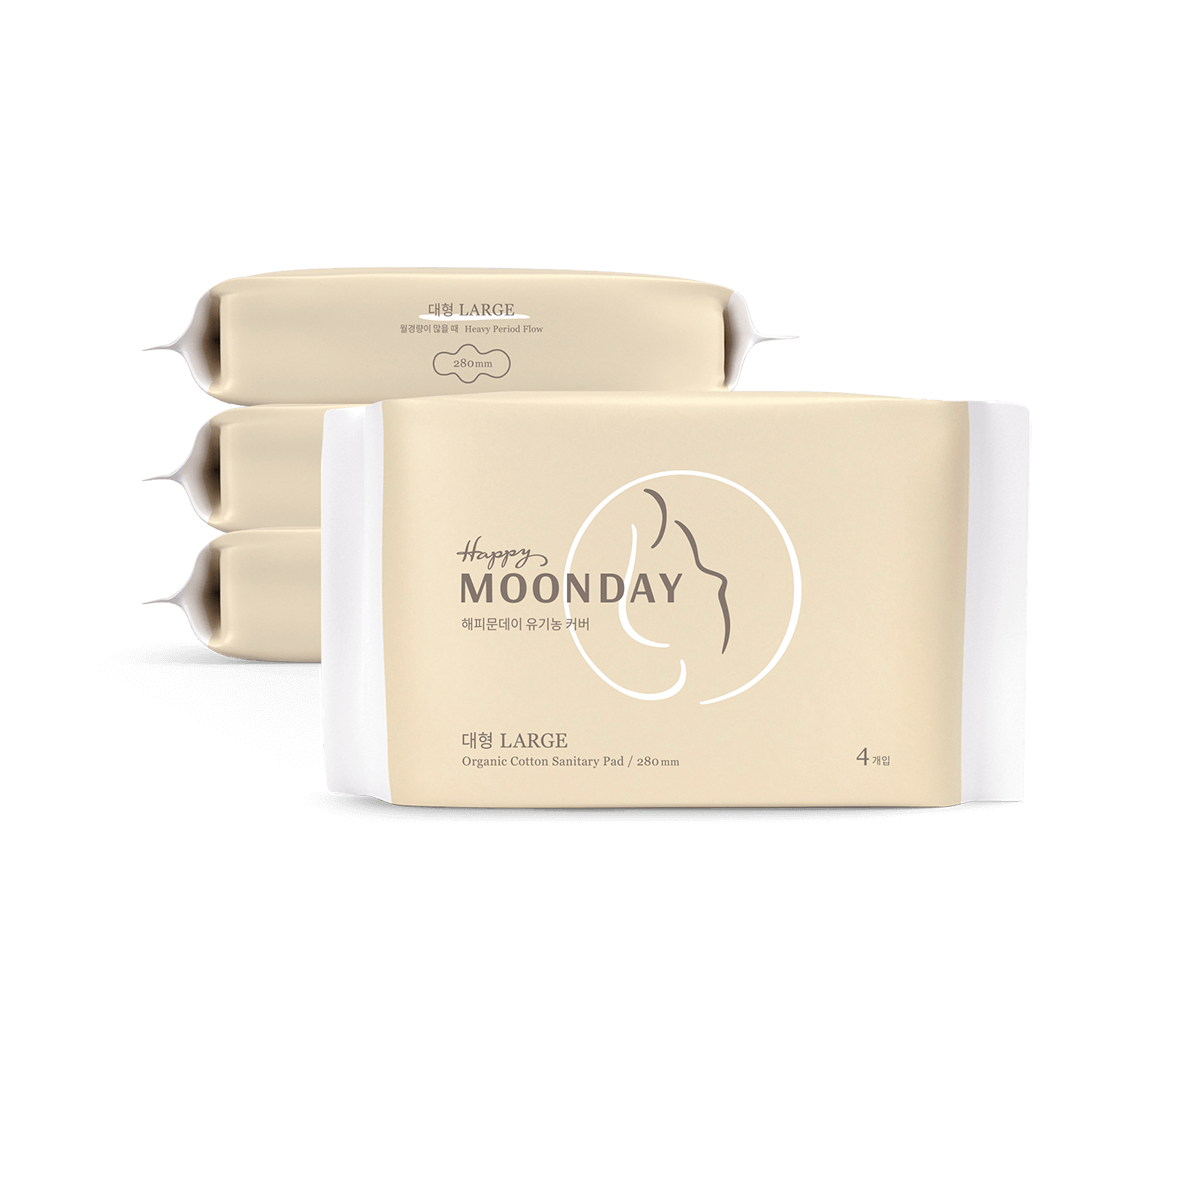 대형 LARGE
월경량이 많을 때 Heavy Period Flow
280mm
Happy
MOONDAY
해피문데이 유기농 커버
대형 LARGE
Organic Cotton Sanitary Pad / 280mm
4개입